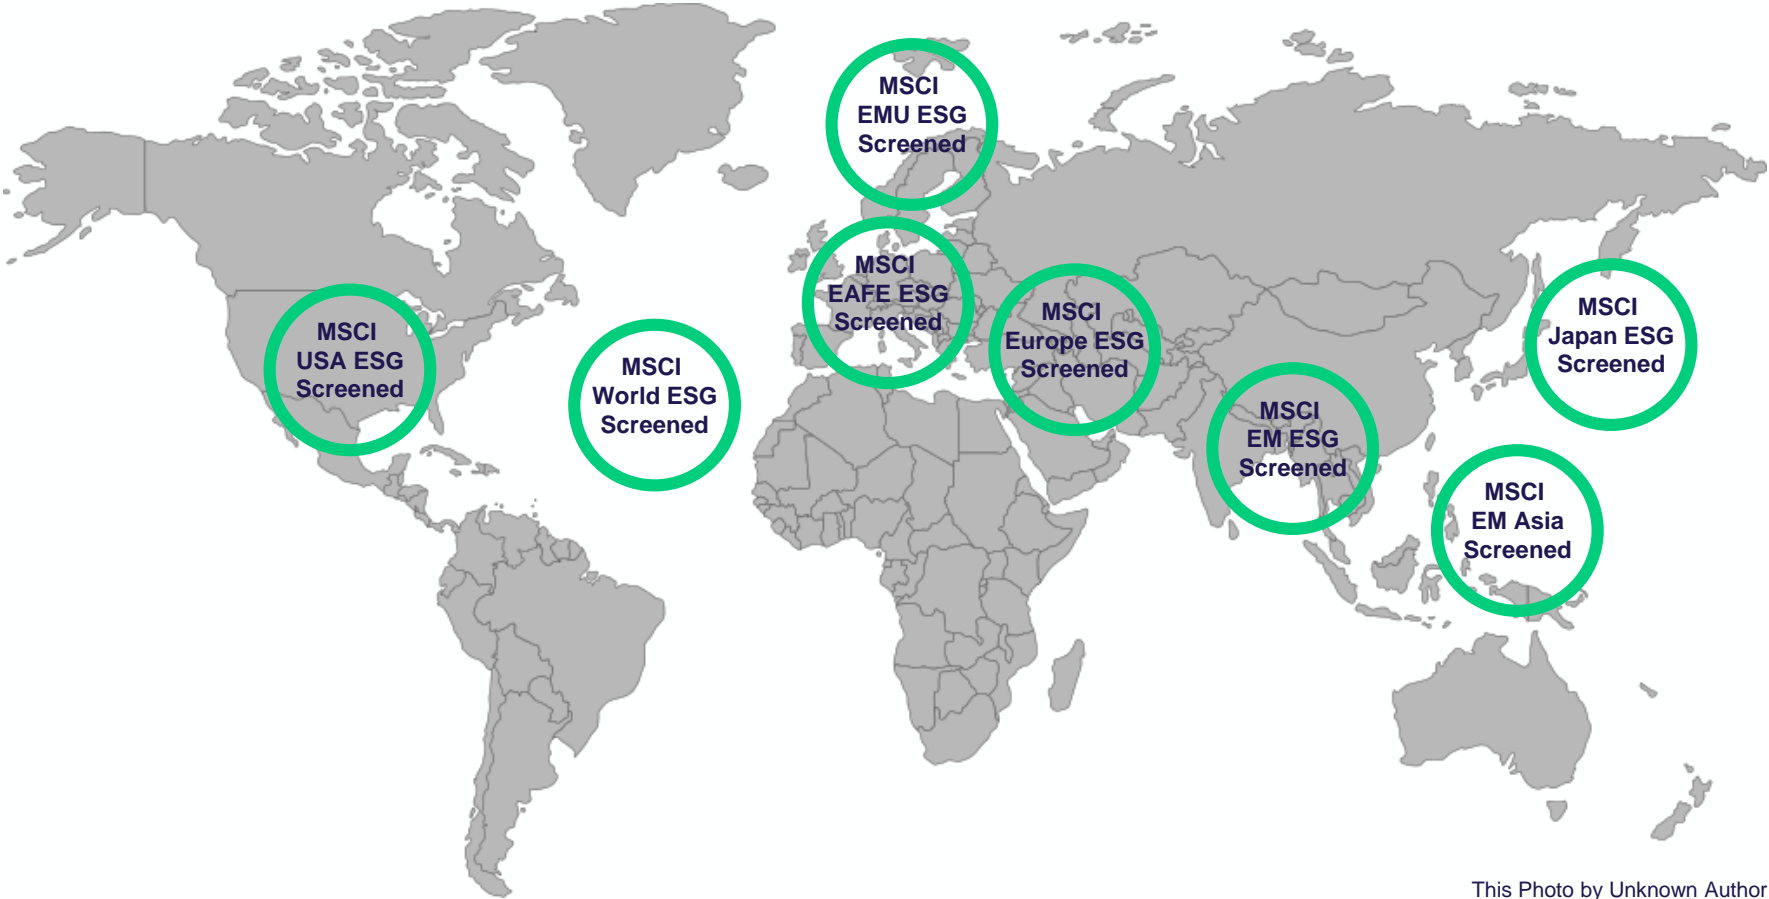 MSCI
EMU ESG
Screened
MSCI
EAFE ESG
Screened
MSCI
USA ESG
Screened
MSCI
World ESG
Screened
MSCI
Europe ESG
Screened
MSCI
EM ESG
Screened
MSCI
Japan ESG
Screened
MSCI
EM Asia
Screened
This Photo by Unknown Author